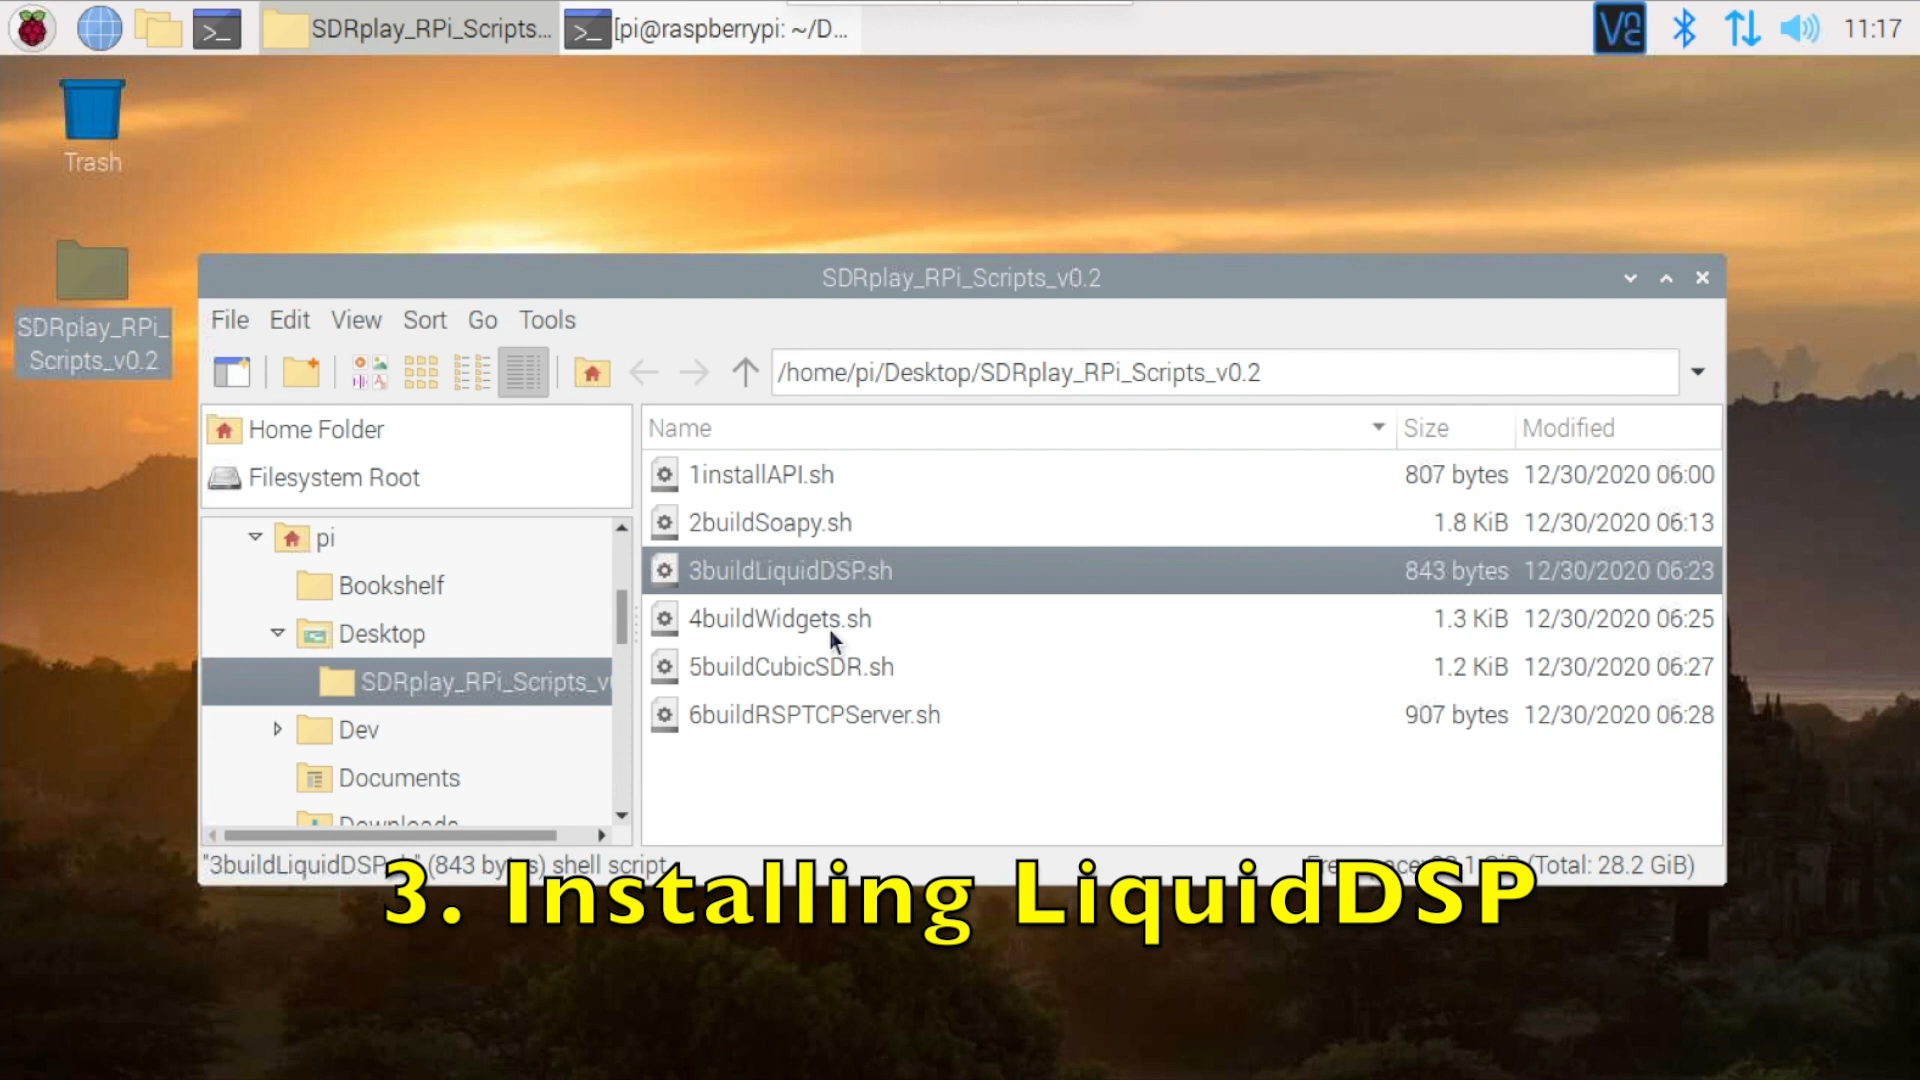 SDRplay_RPi_Scripts...
[pi@raspberrypi: ~/D...
11:17
Trash
SDRplay_RPi_
Scripts_v0.2
SDRplay_RPi_Scripts_v0.2
File Edit View Sort Go Tools
/home/pi/Desktop/SDRplay_RPi_Scripts_v0.2
Home Folder
Filesystem Root
pi
Bookshelf
Desktop
SDRplay_RPi_Scripts_v
Dev
Documents
Downloads
Name Size Modified
1installAPI.sh 807 bytes 12/30/2020 06:00
2buildSoapy.sh 1.8 KiB 12/30/2020 06:13
3buildLiquidDSP.sh 843 bytes 12/30/2020 06:23
4buildWidgets.sh 1.3 KiB 12/30/2020 06:25
5buildCubicSDR.sh 1.2 KiB 12/30/2020 06:27
6buildRSPTCPServer.sh 907 bytes 12/30/2020 06:28
"3buildLiquidDSP.sh" (843 bytes) shell script (Total: 28.2 GiB)
3. Installing LiquidDSP